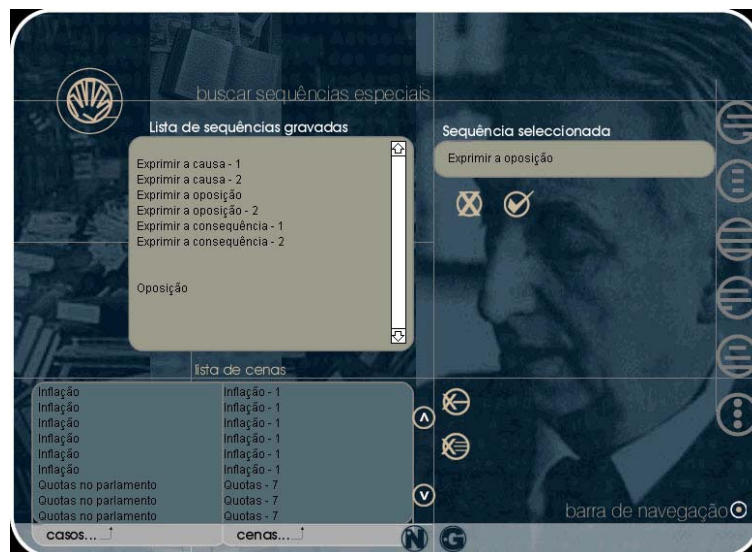 buscar sequências especiais
Lista de sequências gravadas
Exprimir a causa - 1
Exprimir a causa - 2
Exprimir a oposição
Exprimir a oposição - 2
Exprimir a consequência - 1
Exprimir a consequência - 2
Oposição
Sequência seleccionada
Exprimir a oposição
lista de cenas
Inflação Inflação - 1
Inflação Inflação - 1
Inflação Inflação - 1
Inflação Inflação - 1
Inflação Inflação - 1
Inflação Inflação - 1
Quotas no parlamento Quotas - 7
Quotas no parlamento Quotas - 7
Quotas no parlamento Quotas - 7
casos... cenas...
N G
barra de navegação